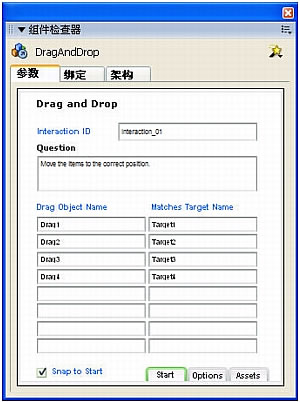 组件检查器
DragAndDrop
参数 绑定 架构
Drag and Drop
Interaction ID Interaction_01
Question
Move the items to the correct position.
Drag Object Name Matches Target Name
Drag1 Target1
Drag2 Target2
Drag3 Target3
Drag4 Target4
Snap to Start
Start Options Assets